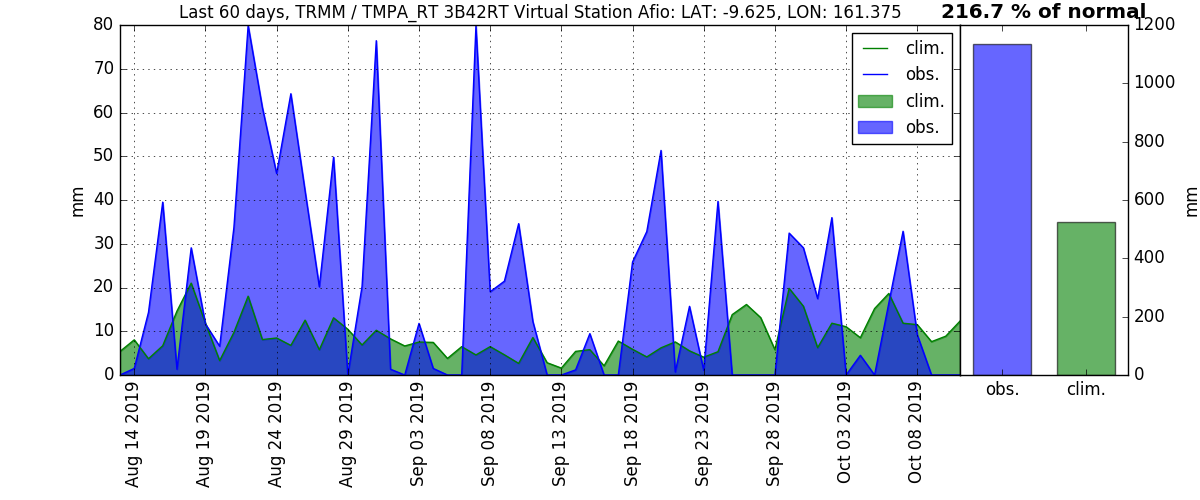 Last 60 days, TRMM / TMPA_RT 3B42RT Virtual Station Afio: LAT: -9.625, LON: 161.375
216.7 % of normal
80
70
60
50
40
30
20
10
0
mm
clim.
obs.
clim.
obs.
Aug 14 2019
Aug 19 2019
Aug 24 2019
Aug 29 2019
Sep 03 2019
Sep 08 2019
Sep 13 2019
Sep 18 2019
Sep 23 2019
Sep 28 2019
Oct 03 2019
Oct 08 2019
1200
1000
800
600
400
200
0
mm
obs.
clim.